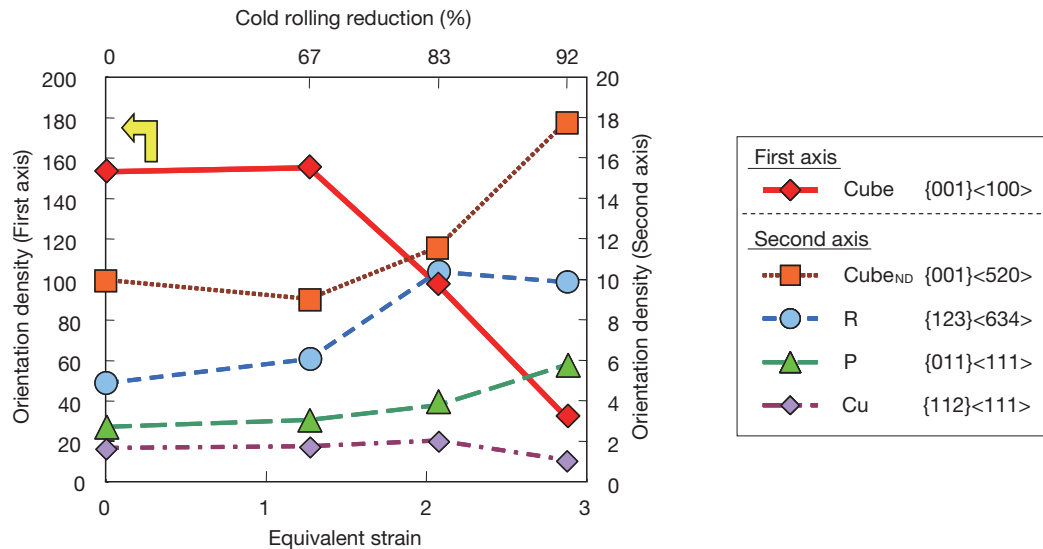 Cold rolling reduction (%)
0 67 83 92
200 20
180 18
160 16
140 14
120 12
100 10
80 8
60 6
40 4
20 2
0 0
Orientation density (First axis)
Orientation density (Second axis)
0 1 2 3
Equivalent strain
First axis
Cube {001}<100>
Second axis
CubeND {001}<520>
R {123}<634>
P {011}<111>
Cu {112}<111>